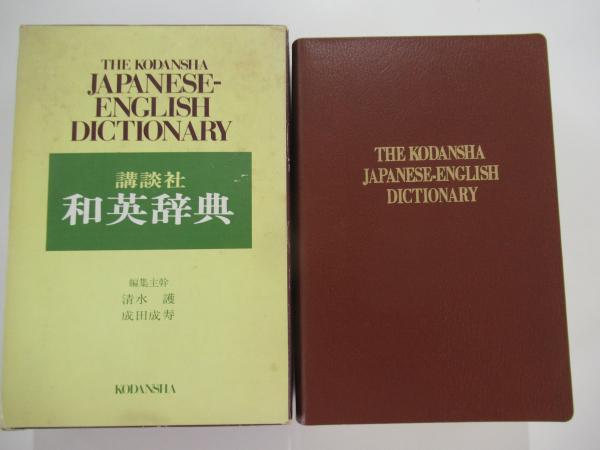 THE KODANSHA
JAPANESE-
ENGLISH
DICTIONARY
講談社
和英辞典
編集主幹
清水 護
成田成寿
KODANSHA
THE KODANSHA
JAPANESE-ENGLISH
DICTIONARY